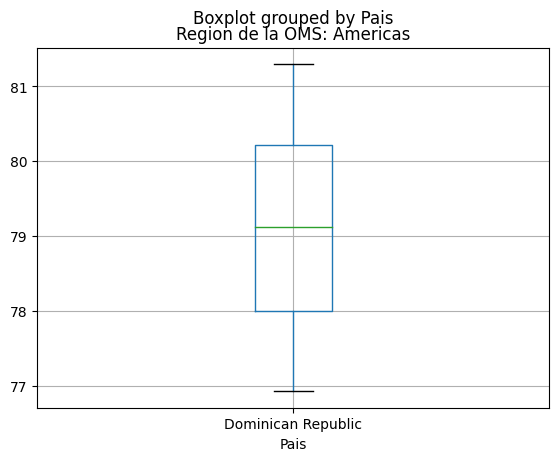 Boxplot grouped by Pais
Region de la OMS: Americas
81
80
79
78
77
Dominican Republic
Pais